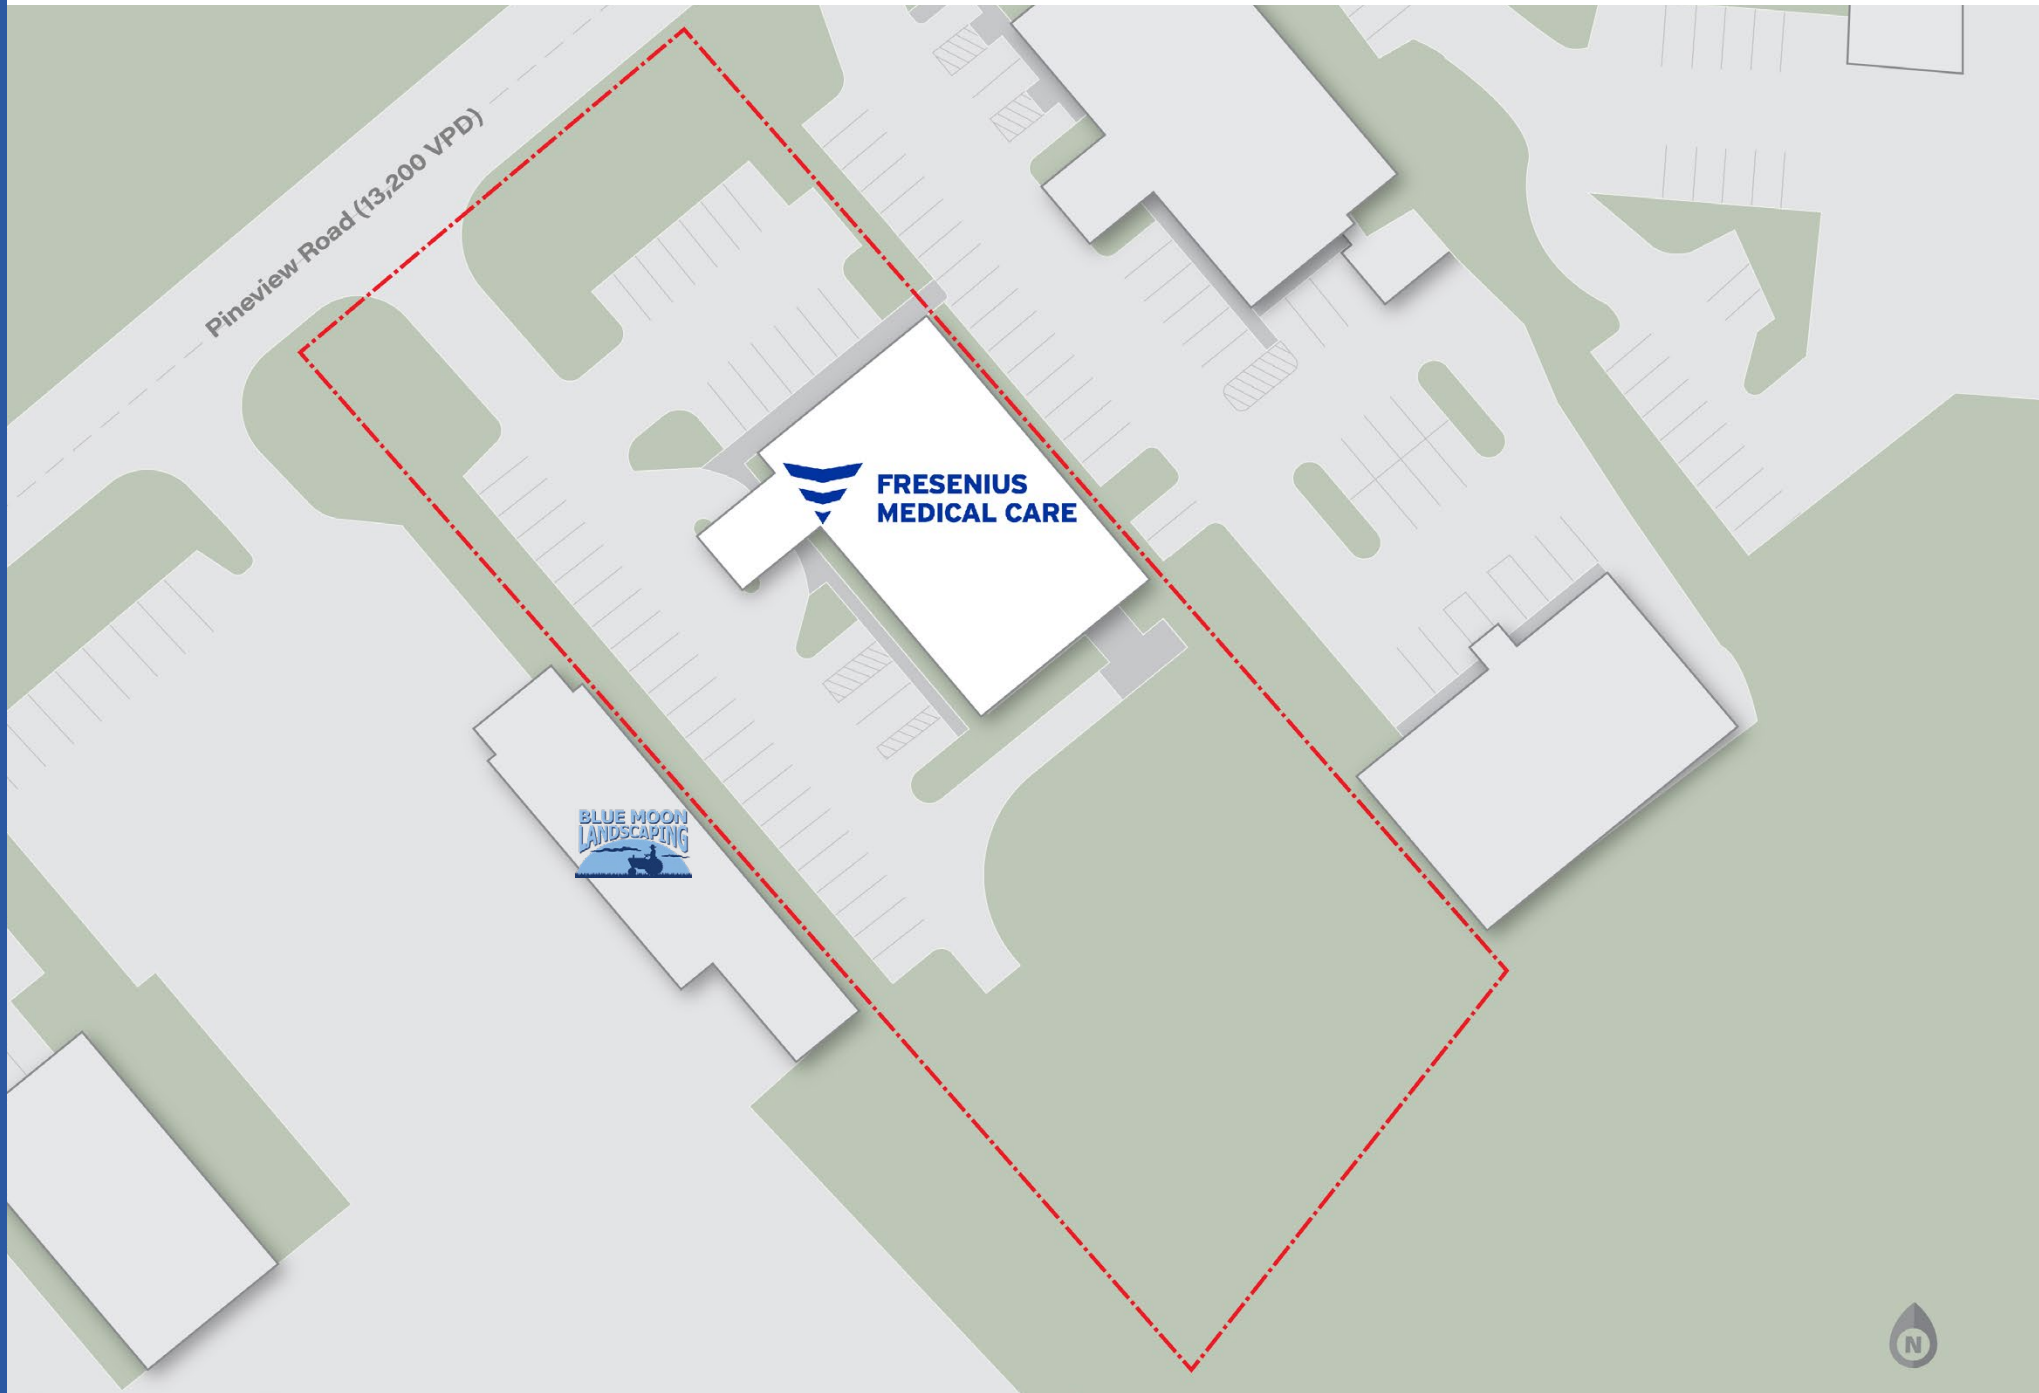 Pineview Road (13,200 VPD)
FRESENIUS
MEDICAL CARE
BLUE MOON
LANDSCAPING
N